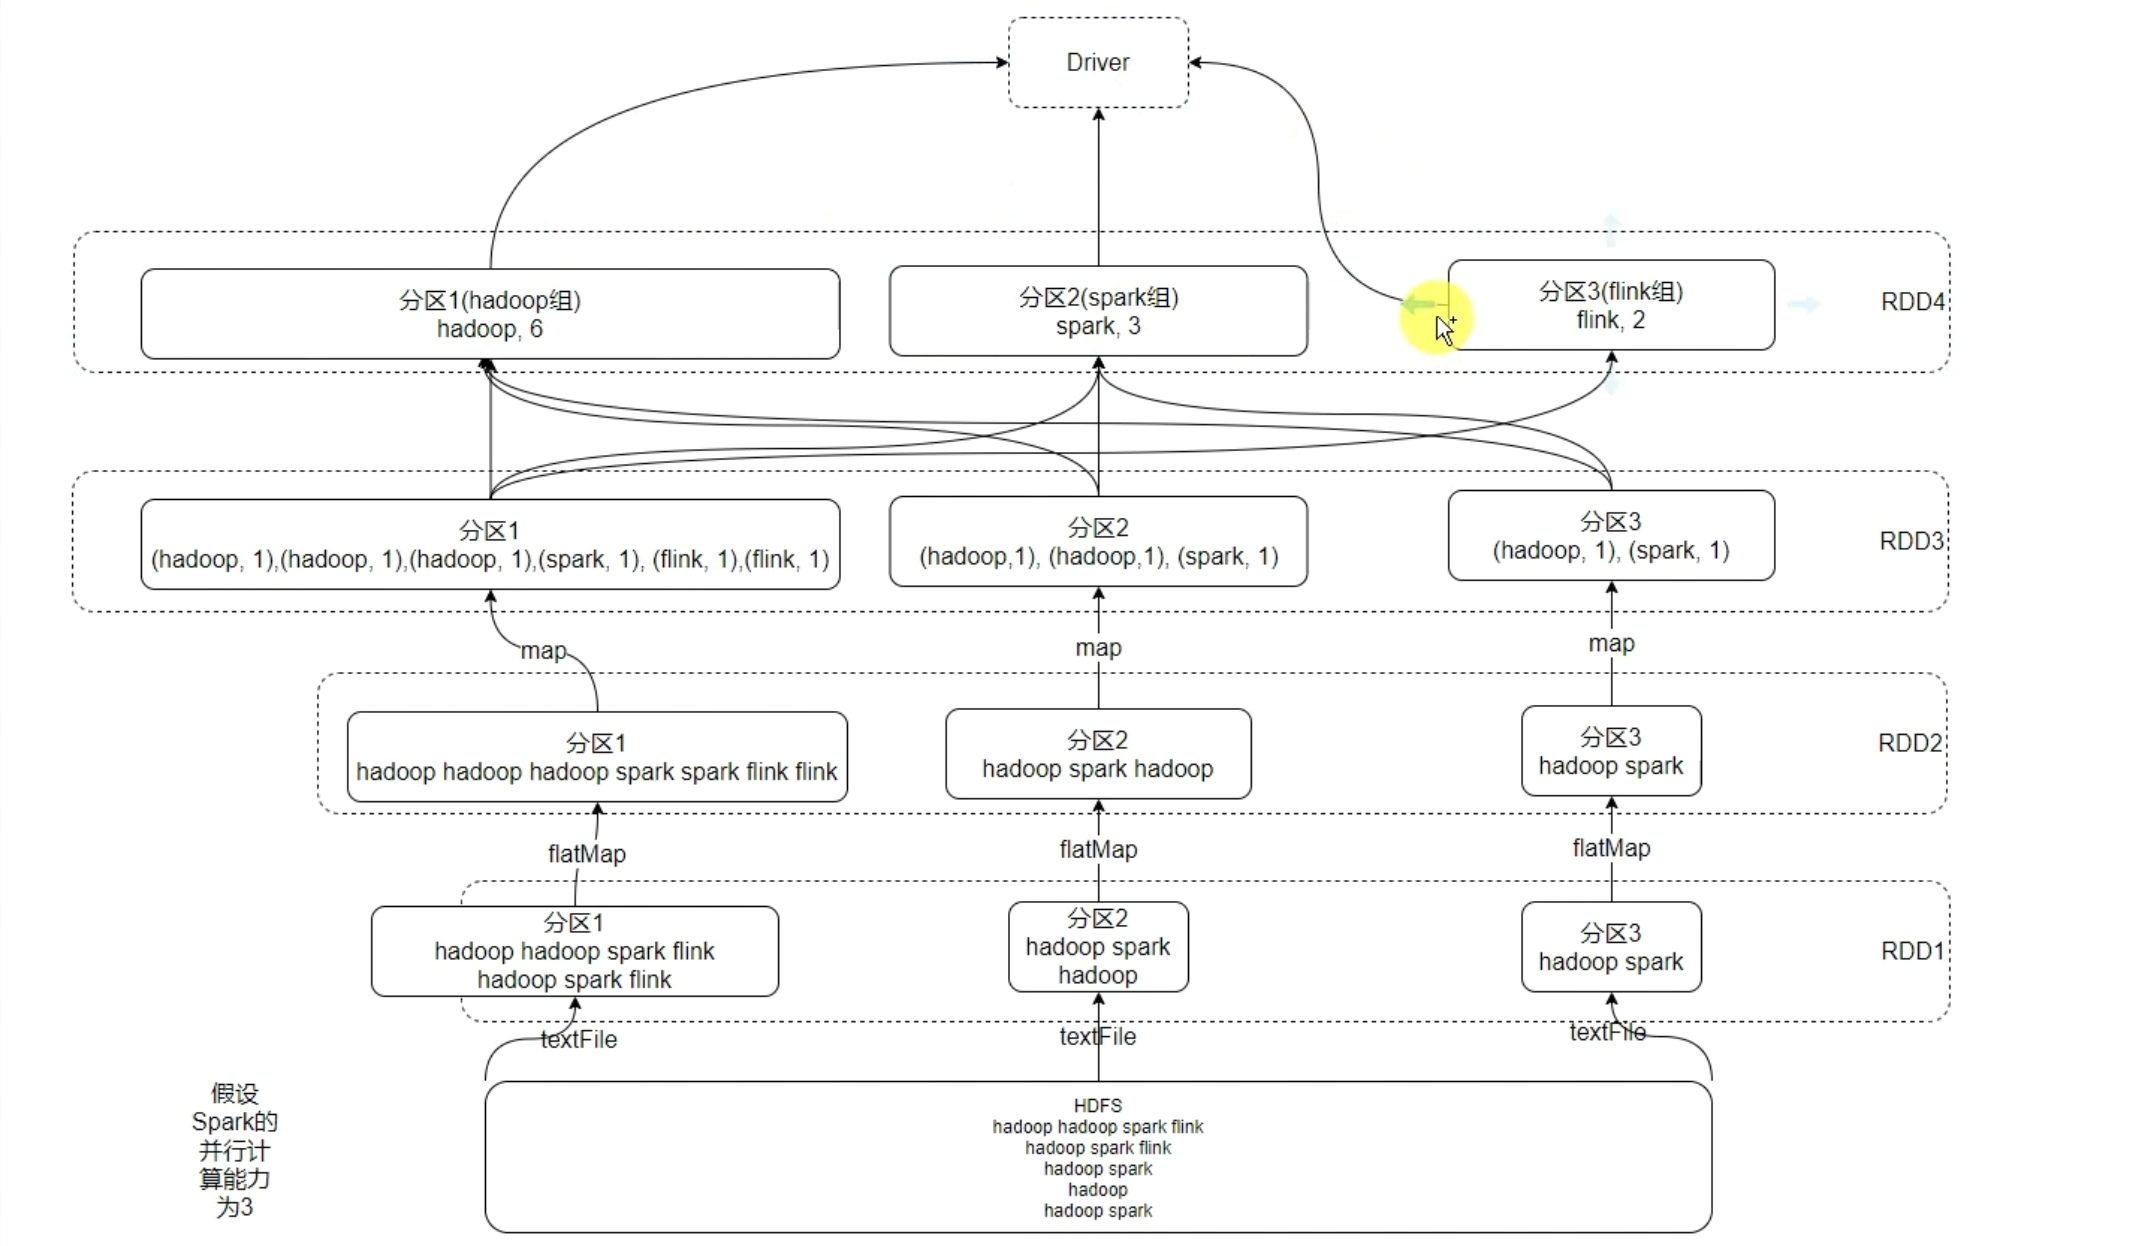 Driver
分区1(hadoop组)
hadoop, 6
分区2(spark组)
spark, 3
分区3(flink组)
flink, 2
RDD4
分区1
(hadoop, 1),(hadoop, 1),(hadoop, 1),(spark, 1), (flink, 1),(flink, 1)
分区2
(hadoop,1), (hadoop,1), (spark, 1)
分区3
(hadoop, 1), (spark, 1)
RDD3
map
map
map
分区1
hadoop hadoop hadoop spark spark flink flink
分区2
hadoop spark hadoop
分区3
hadoop spark
RDD2
flatMap
flatMap
flatMap
分区1
hadoop hadoop spark flink
hadoop spark flink
分区2
hadoop spark
hadoop
分区3
hadoop spark
RDD1
textFile
textFile
textFile
假设
Spark的
并行计
算能力
为3
HDFS
hadoop hadoop spark flink
hadoop spark flink
hadoop spark
hadoop
hadoop spark